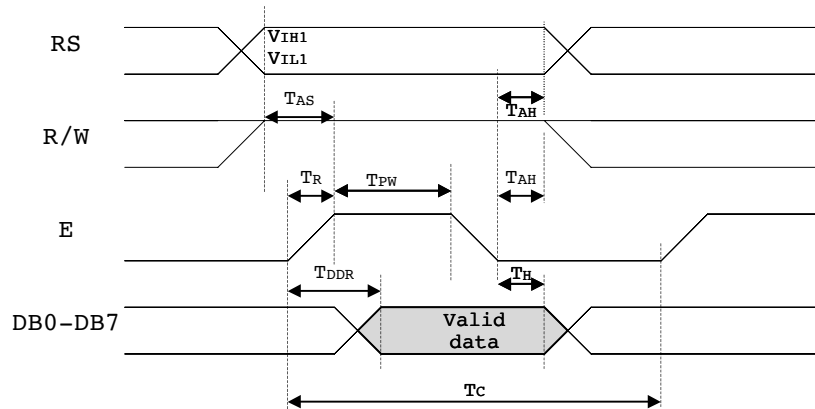 RS
VIH1
VIL1
TAS
TAH
R/W
TR
TPW
TAH
E
TDDR
TH
DB0-DB7
Valid
data
TC